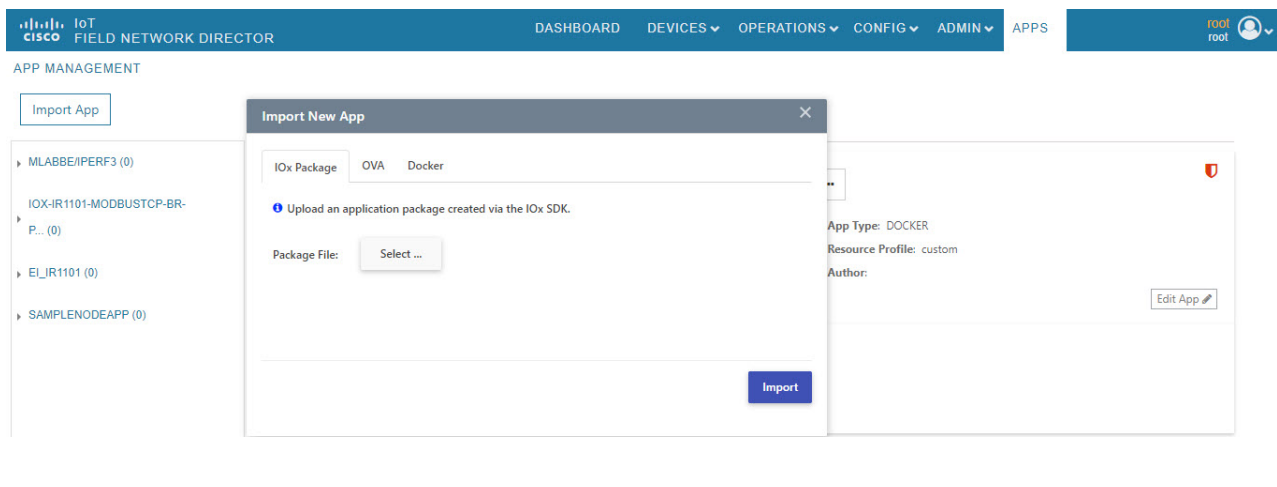 IoT
CISCO FIELD NETWORK DIRECTOR
DASHBOARD DEVICES OPERATIONS CONFIG ADMIN APPS
root
root
APP MANAGEMENT
Import App
Import New App
MLABBE/IPERF3 (0)
IOX-IR1101-MODBUSTCP-BR-
P... (0)
EI_IR1101 (0)
SAMPLENODEAPP (0)
IOx Package OVA Docker
Upload an application package created via the IOx SDK.
Package File: Select ...
Import
App Type: DOCKER
Resource Profile: custom
Author:
Edit App